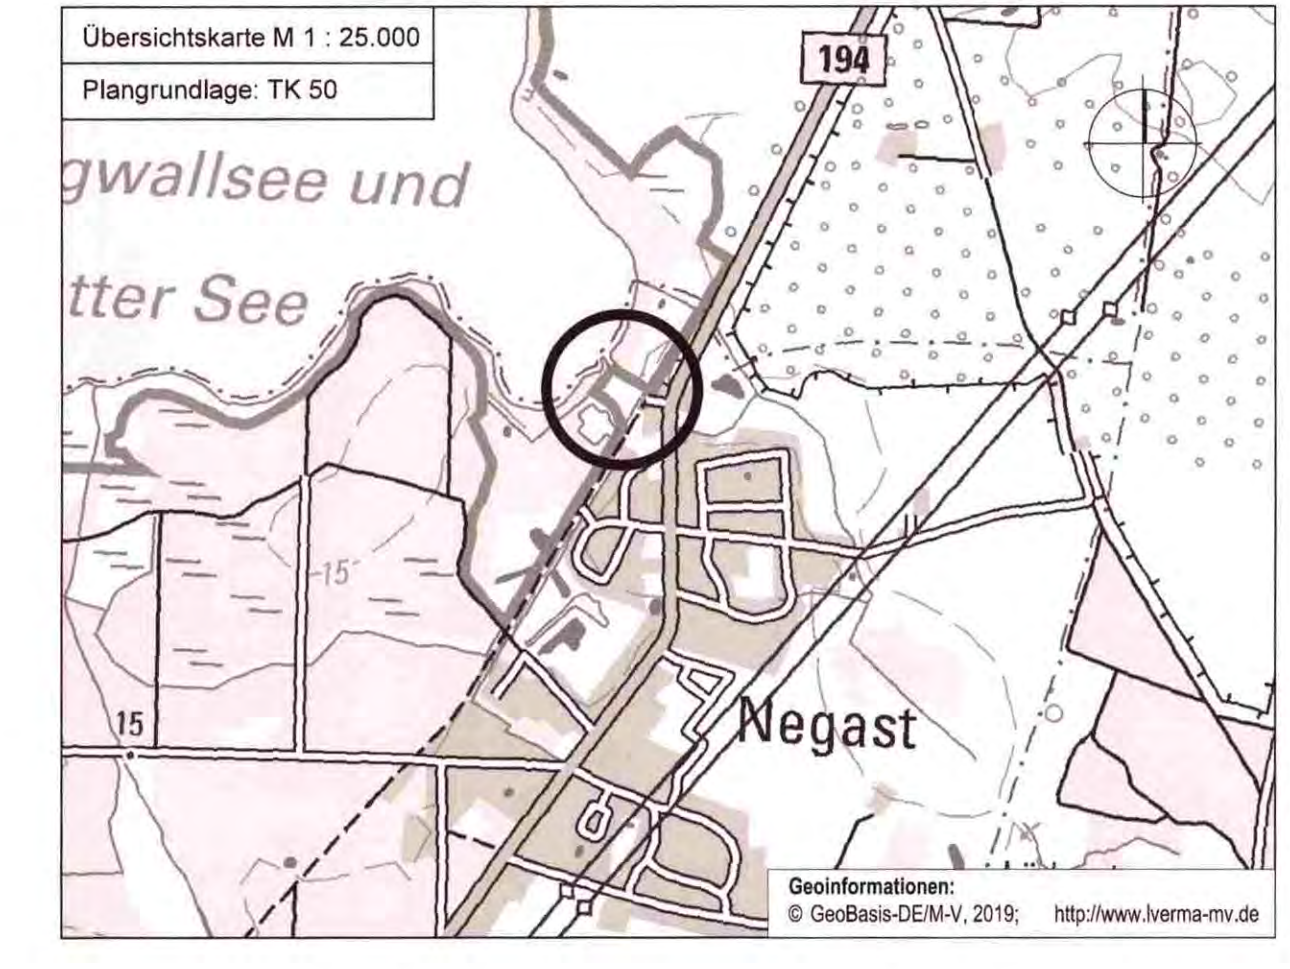 Übersichtskarte M 1 : 25.000
Plangrundlage: TK 50
194
gwallsee und
tter See
15
15
Negast
Geoinformationen:
© GeoBasis-DE/M-V, 2019; http://www.lverma-mv.de